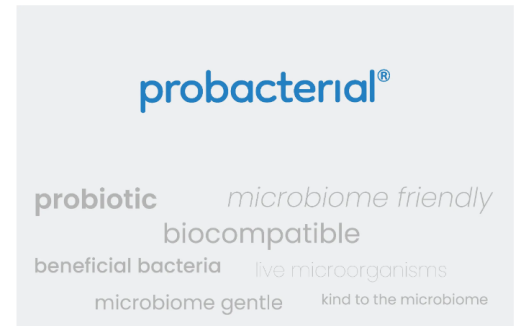 probacterial®
probiotic
microbiome friendly
biocompatible
beneficial bacteria
live microorganisms
microbiome gentle
kind to the microbiome